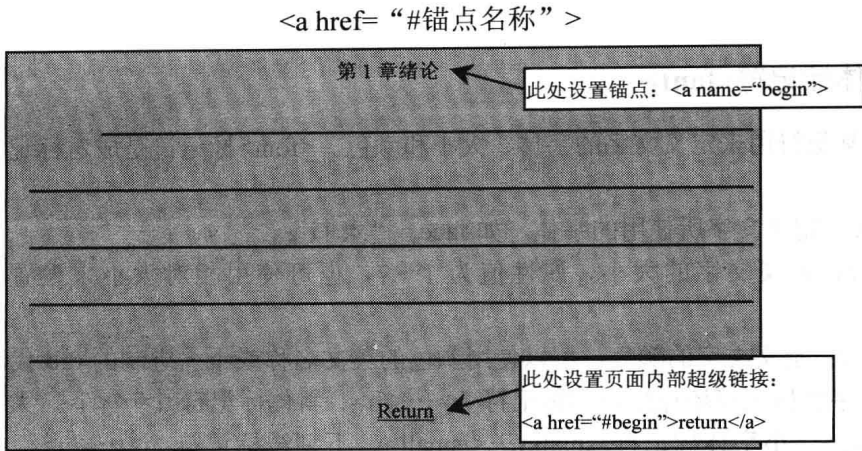 <a href= “#锚点名称” >
第 1 章绪论
此处设置锚点：<a name=“begin”>
此处设置页面内部超级链接：
Return
<a href=“#begin”>return</a>